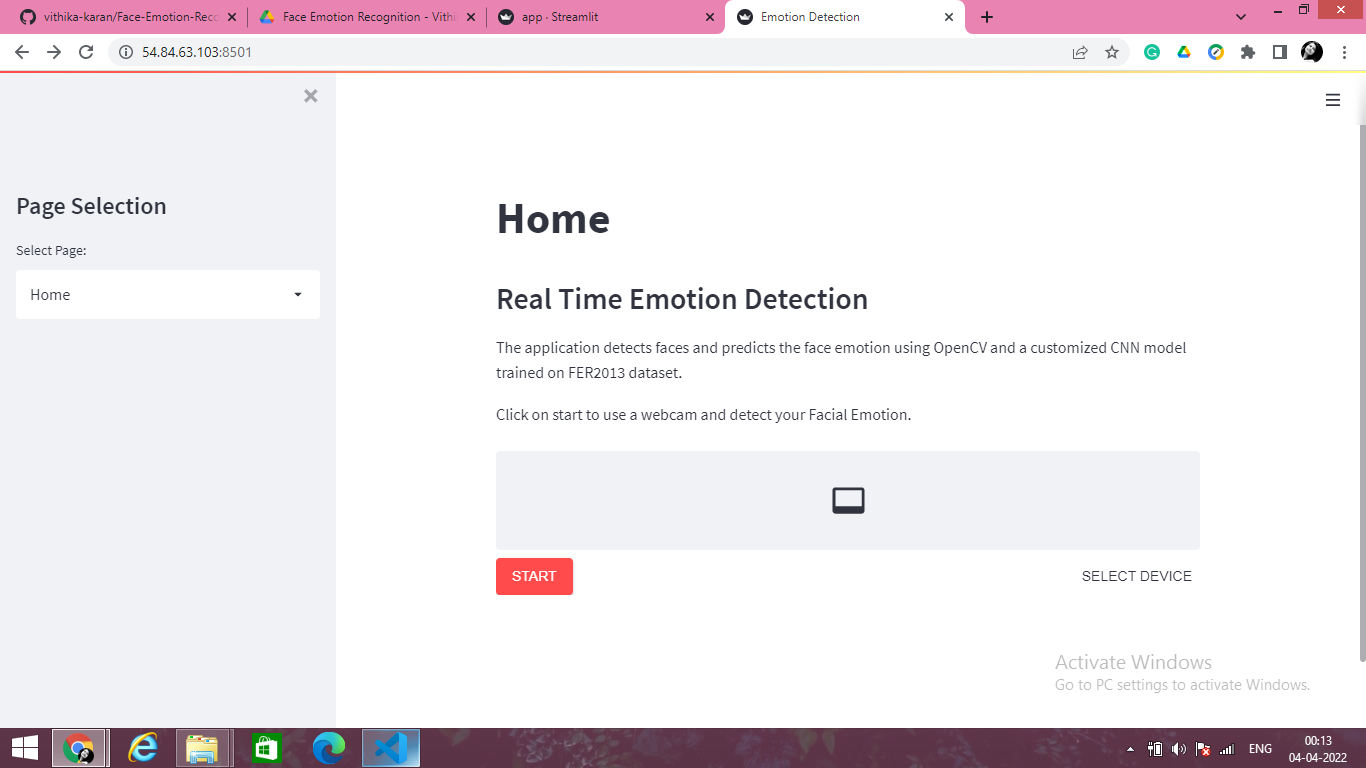 vithika-karan/Face-Emotion-Reco
Face Emotion Recognition - Vithi
app · Streamlit
Emotion Detection
54.84.63.103:8501
Page Selection
Select Page:
Home
Home
Real Time Emotion Detection
The application detects faces and predicts the face emotion using OpenCV and a customized CNN model
trained on FER2013 dataset.
Click on start to use a webcam and detect your Facial Emotion.
START
SELECT DEVICE
Activate Windows
Go to PC settings to activate Windows.
ENG
00:13
04-04-2022